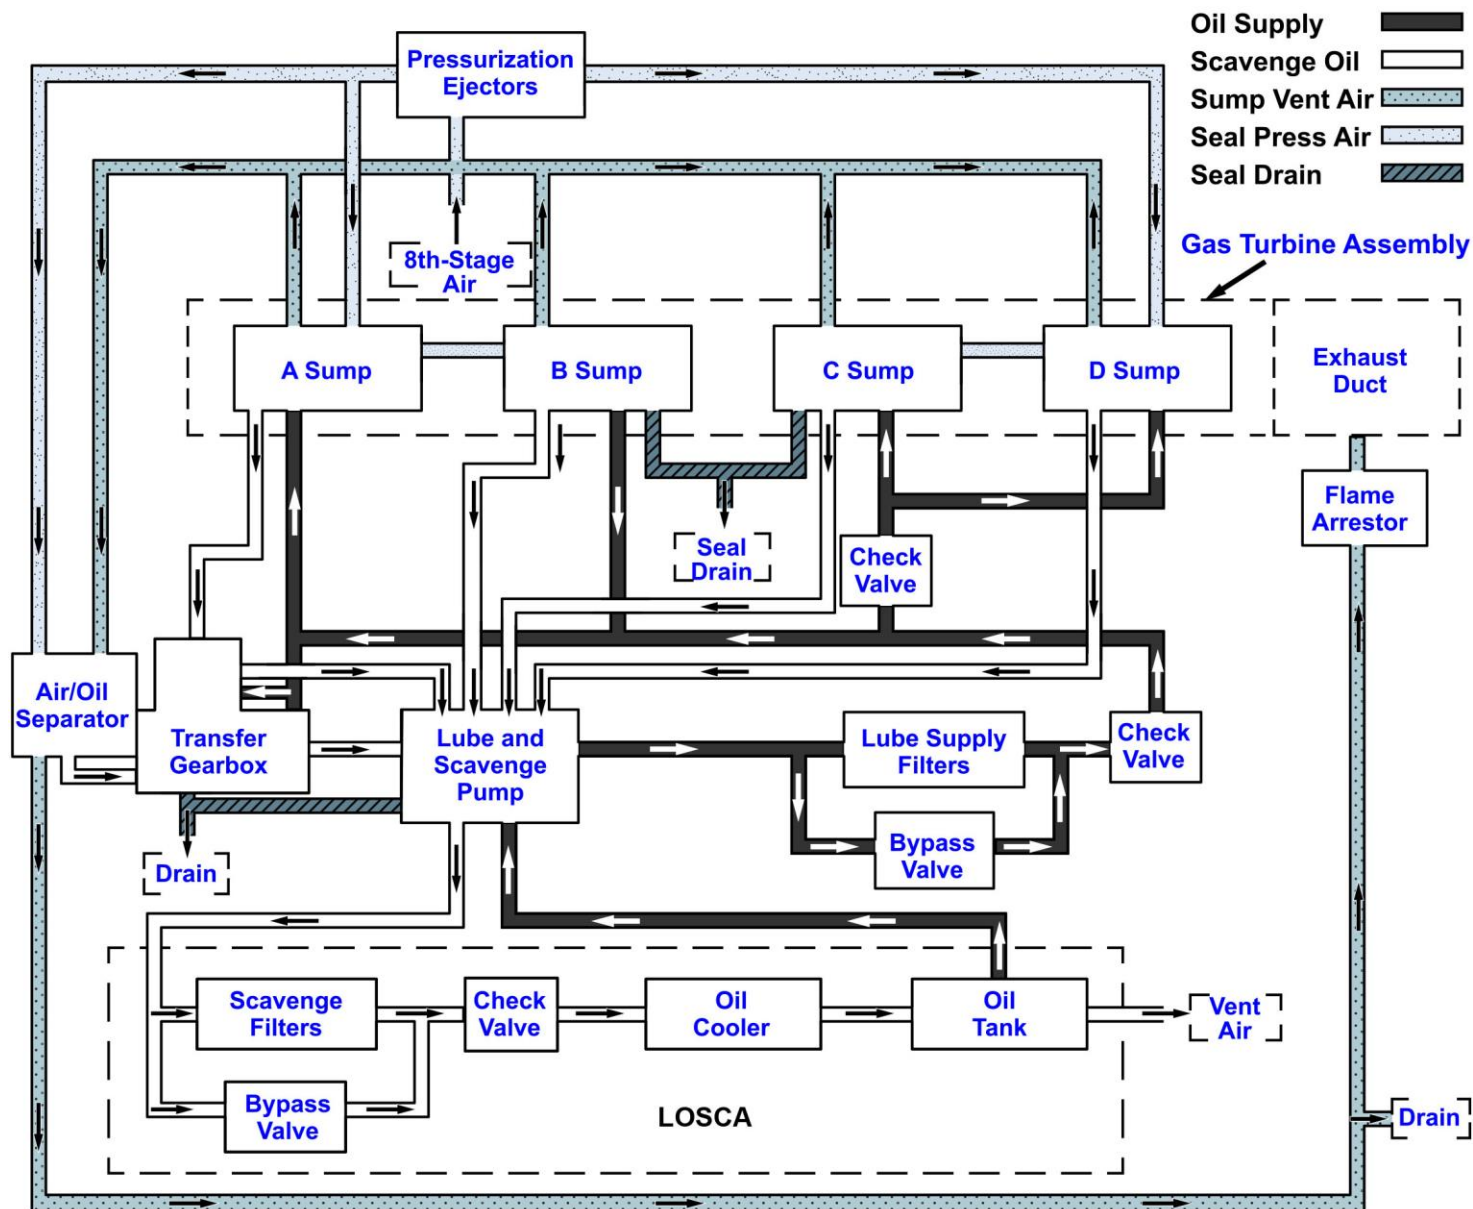 Oil Supply
Scavenge Oil
Sump Vent Air
Seal Press Air
Seal Drain
Pressurization
Ejectors
8th-Stage
Air
Gas Turbine Assembly
A Sump
B Sump
C Sump
D Sump
Exhaust
Duct
Flame
Arrestor
Seal
Drain
Check
Valve
Air/Oil
Separator
Transfer
Gearbox
Lube and
Scavenge
Pump
Lube Supply
Filters
Check
Valve
Bypass
Valve
Drain
Scavenge
Filters
Check
Valve
Oil
Cooler
Oil
Tank
Vent
Air
Bypass
Valve
LOSCA
Drain